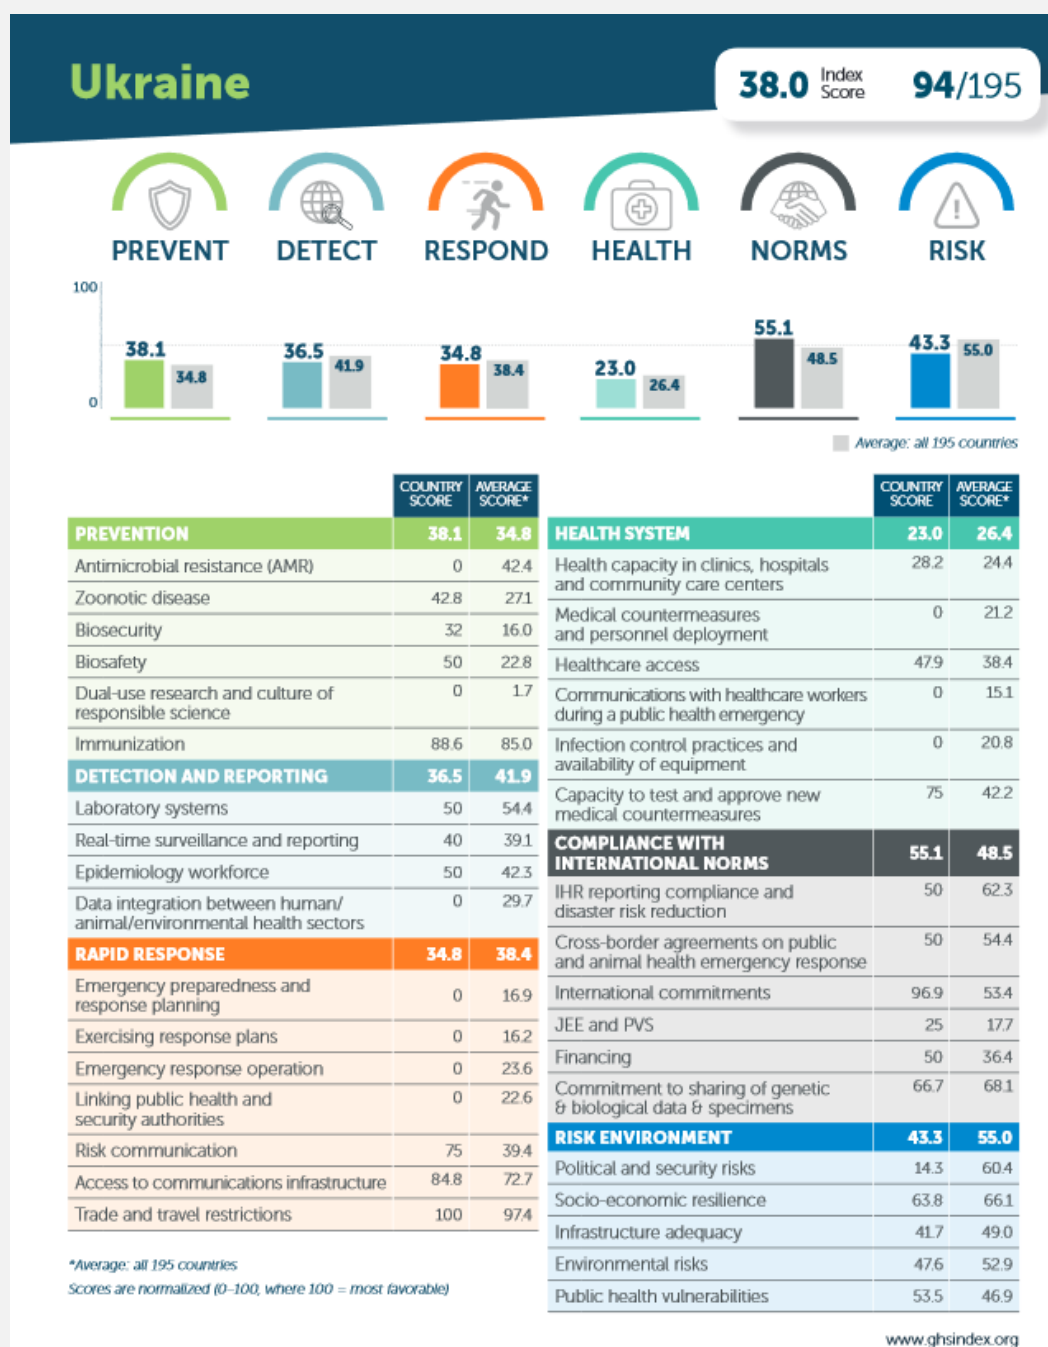 Ukraine
38.0 Index Score 94/195
PREVENT DETECT RESPOND HEALTH NORMS RISK
100
0
38.1 34.8
36.5 41.9
34.8 38.4
23.0 26.4
55.1 48.5
43.3 55.0
Average: all 195 countries
COUNTRY SCORE AVERAGE SCORE*
PREVENTION 38.1 34.8
Antimicrobial resistance (AMR) 0 42.4
Zoonotic disease 42.8 27.1
Biosecurity 32 16.0
Biosafety 50 22.8
Dual-use research and culture of
responsible science 0 1.7
Immunization 88.6 85.0
DETECTION AND REPORTING 36.5 41.9
Laboratory systems 50 54.4
Real-time surveillance and reporting 40 39.1
Epidemiology workforce 50 42.3
Data integration between human/
animal/environmental health sectors 0 29.7
RAPID RESPONSE 34.8 38.4
Emergency preparedness and
response planning 0 16.9
Exercising response plans 0 16.2
Emergency response operation 0 23.6
Linking public health and
security authorities 0 22.6
Risk communication 75 39.4
Access to communications infrastructure 84.8 72.7
Trade and travel restrictions 100 97.4
*Average: all 195 countries
Scores are normalized (0–100, where 100 = most favorable)
COUNTRY SCORE AVERAGE SCORE*
HEALTH SYSTEM 23.0 26.4
Health capacity in clinics, hospitals
and community care centers 28.2 24.4
Medical countermeasures
and personnel deployment 0 21.2
Healthcare access 47.9 38.4
Communications with healthcare workers
during a public health emergency 0 15.1
Infection control practices and
availability of equipment 0 20.8
Capacity to test and approve new
medical countermeasures 75 42.2
COMPLIANCE WITH
INTERNATIONAL NORMS 55.1 48.5
IHR reporting compliance and
disaster risk reduction 50 62.3
Cross-border agreements on public
and animal health emergency response 50 54.4
International commitments 96.9 53.4
JEE and PVS 25 17.7
Financing 50 36.4
Commitment to sharing of genetic
& biological data & specimens 66.7 68.1
RISK ENVIRONMENT 43.3 55.0
Political and security risks 14.3 60.4
Socio-economic resilience 63.8 66.1
Infrastructure adequacy 41.7 49.0
Environmental risks 47.6 52.9
Public health vulnerabilities 53.5 46.9
www.ghsindex.org